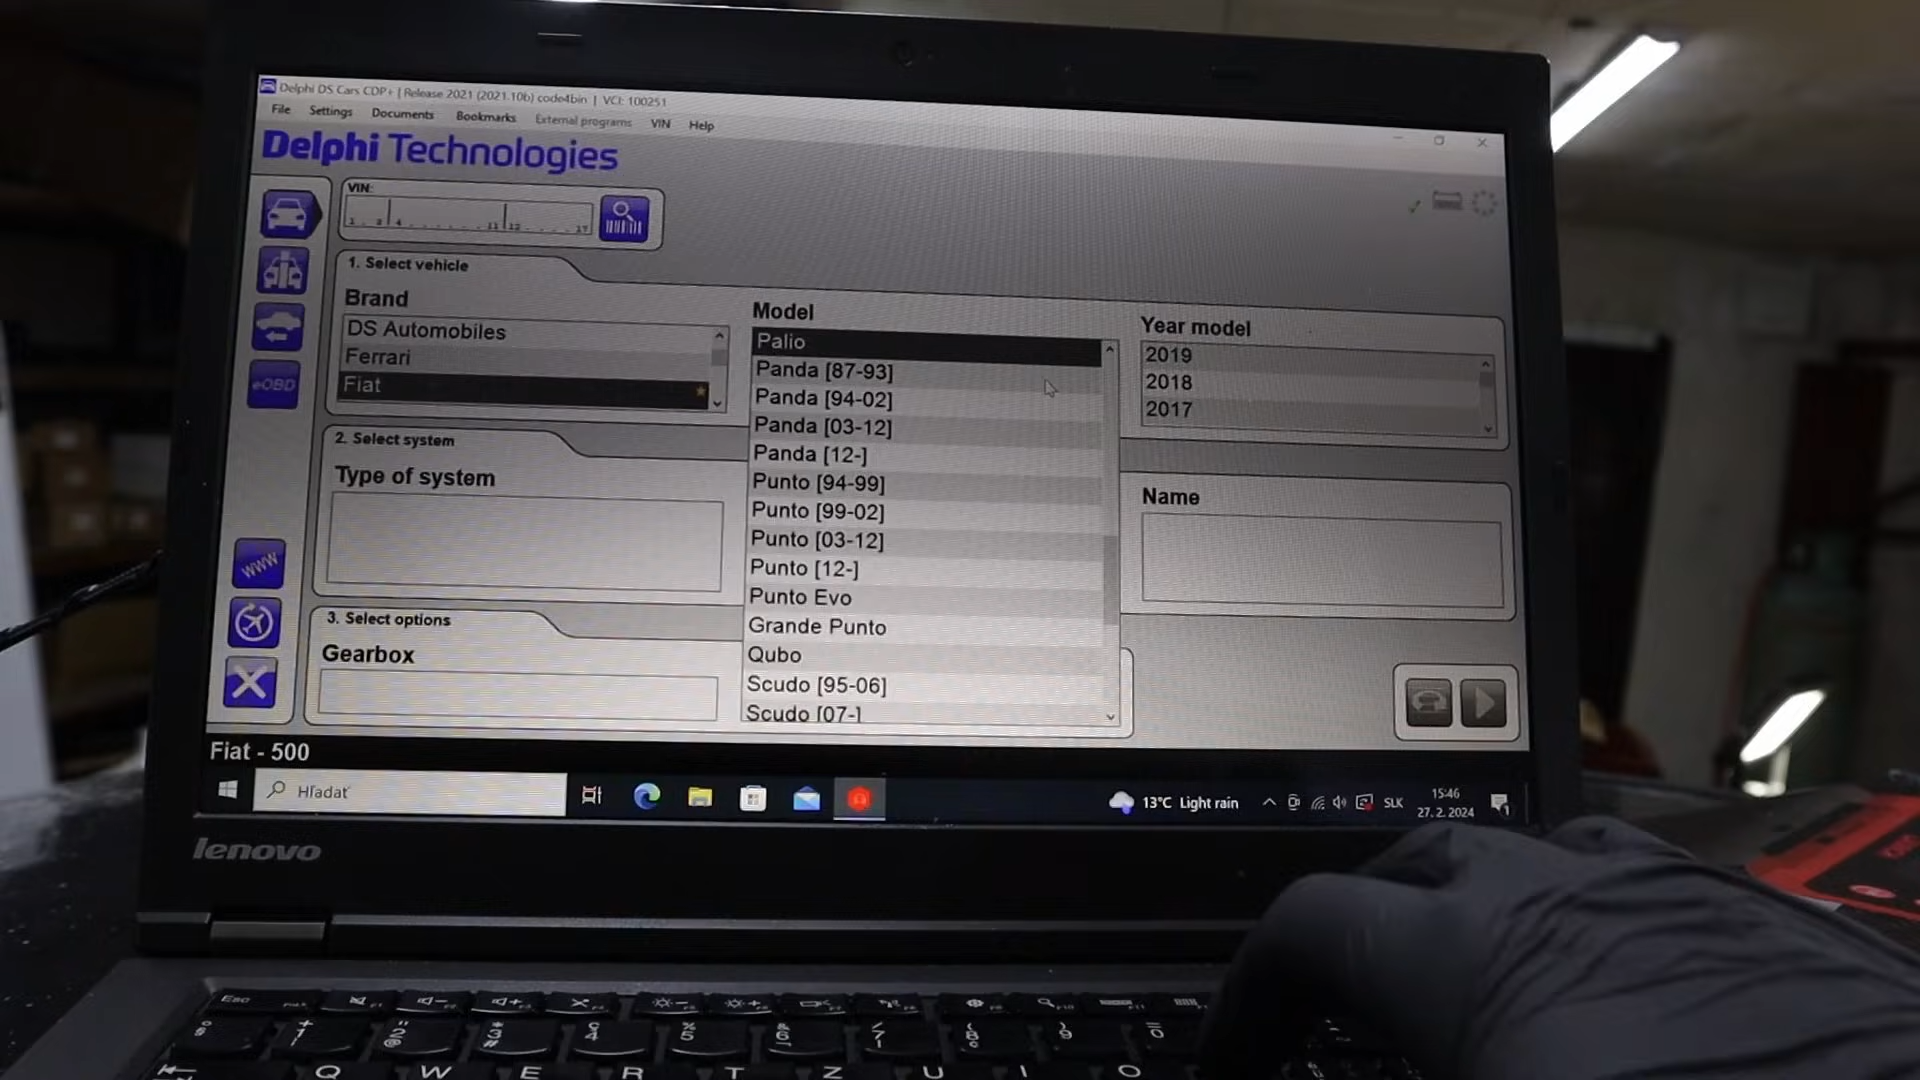 Delphi DS Cars CDP+ | Release 2021 (2021.10b) code4bin | VCI: 100251
File Settings Documents Bookmarks External programs VIN Help
Delphi Technologies
VIN:
1. Select vehicle
Brand
DS Automobiles
Ferrari
Fiat
Model
Palio
Panda [87-93]
Panda [94-02]
Panda [03-12]
Panda [12-]
Punto [94-99]
Punto [99-02]
Punto [03-12]
Punto [12-]
Punto Evo
Grande Punto
Qubo
Scudo [95-06]
Scudo [07-]
Year model
2019
2018
2017
eOBD
2. Select system
Type of system
Name
www
3. Select options
Gearbox
Fiat - 500
Hľadať
13°C Light rain
SLK
15:46
27. 2. 2024
lenovo
Esc
Q W E R T Z U I O